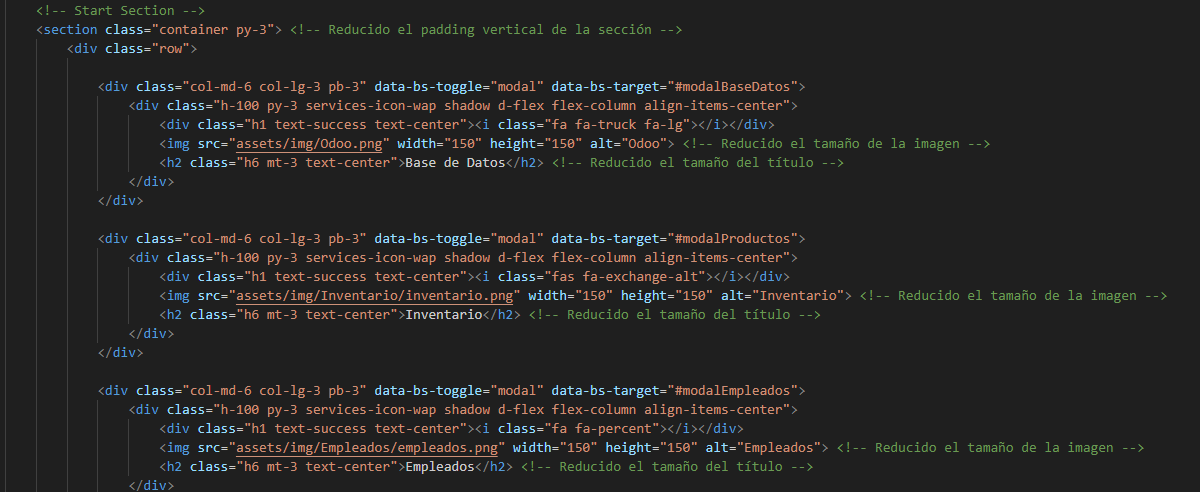 <!-- Start Section -->
<section class="container py-3"> <!-- Reducido el padding vertical de la sección -->
<div class="row">
<div class="col-md-6 col-lg-3 pb-3" data-bs-toggle="modal" data-bs-target="#modalBaseDatos">
<div class="h-100 py-3 services-icon-wap shadow d-flex flex-column align-items-center">
<div class="h1 text-success text-center"><i class="fa fa-truck fa-lg"></i></div>
<img src="assets/img/Odoo.png" width="150" height="150" alt="Odoo"> <!-- Reducido el tamaño de la imagen -->
<h2 class="h6 mt-3 text-center">Base de Datos</h2> <!-- Reducido el tamaño del título -->
</div>
</div>
<div class="col-md-6 col-lg-3 pb-3" data-bs-toggle="modal" data-bs-target="#modalProductos">
<div class="h-100 py-3 services-icon-wap shadow d-flex flex-column align-items-center">
<div class="h1 text-success text-center"><i class="fas fa-exchange-alt"></i></div>
<img src="assets/img/Inventario/inventario.png" width="150" height="150" alt="Inventario"> <!-- Reducido el tamaño de la imagen -->
<h2 class="h6 mt-3 text-center">Inventario</h2> <!-- Reducido el tamaño del título -->
</div>
</div>
<div class="col-md-6 col-lg-3 pb-3" data-bs-toggle="modal" data-bs-target="#modalEmpleados">
<div class="h-100 py-3 services-icon-wap shadow d-flex flex-column align-items-center">
<div class="h1 text-success text-center"><i class="fa fa-percent"></i></div>
<img src="assets/img/Empleados/empleados.png" width="150" height="150" alt="Empleados"> <!-- Reducido el tamaño de la imagen -->
<h2 class="h6 mt-3 text-center">Empleados</h2> <!-- Reducido el tamaño del título -->
</div>